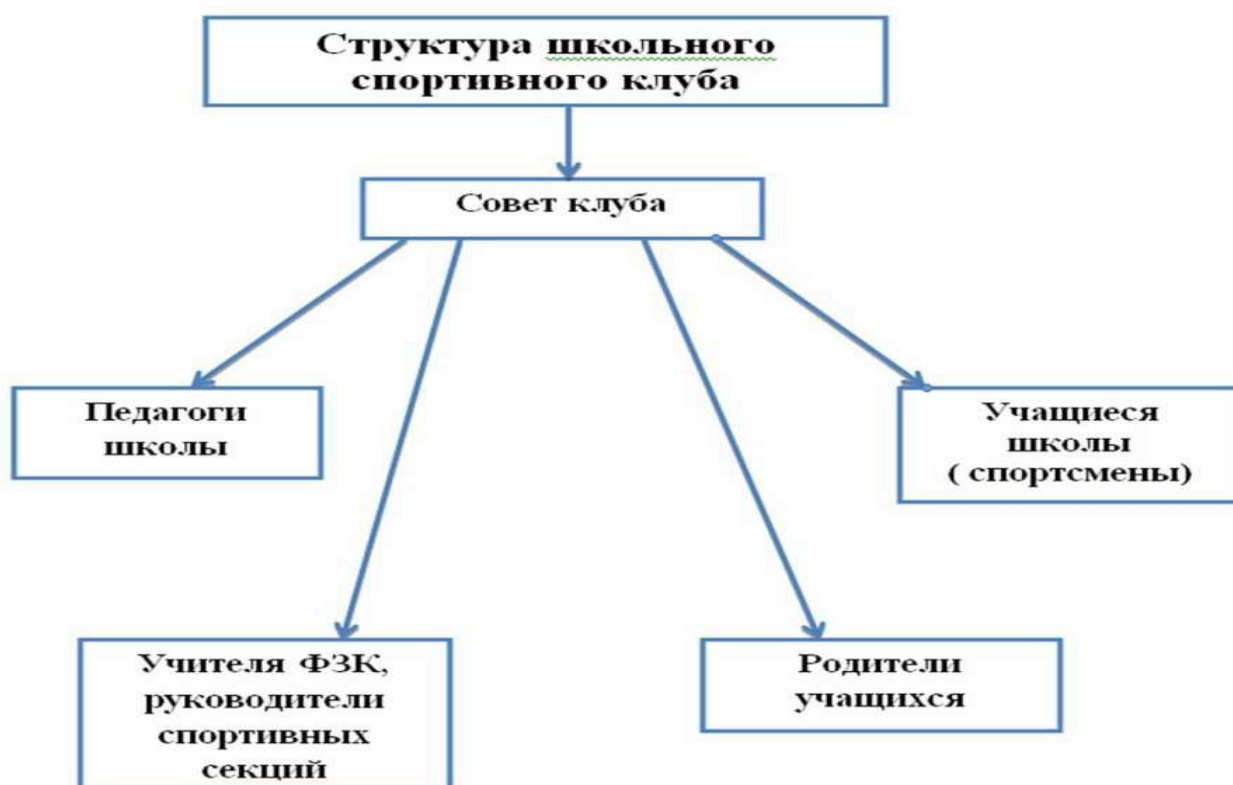 Структура школьного
спортивного клуба
Совет клуба
Педагоги
школы
Учащиеся
школы
( спортсмены)
Учителя ФЗК,
руководители
спортивных
секций
Родители
учащихся